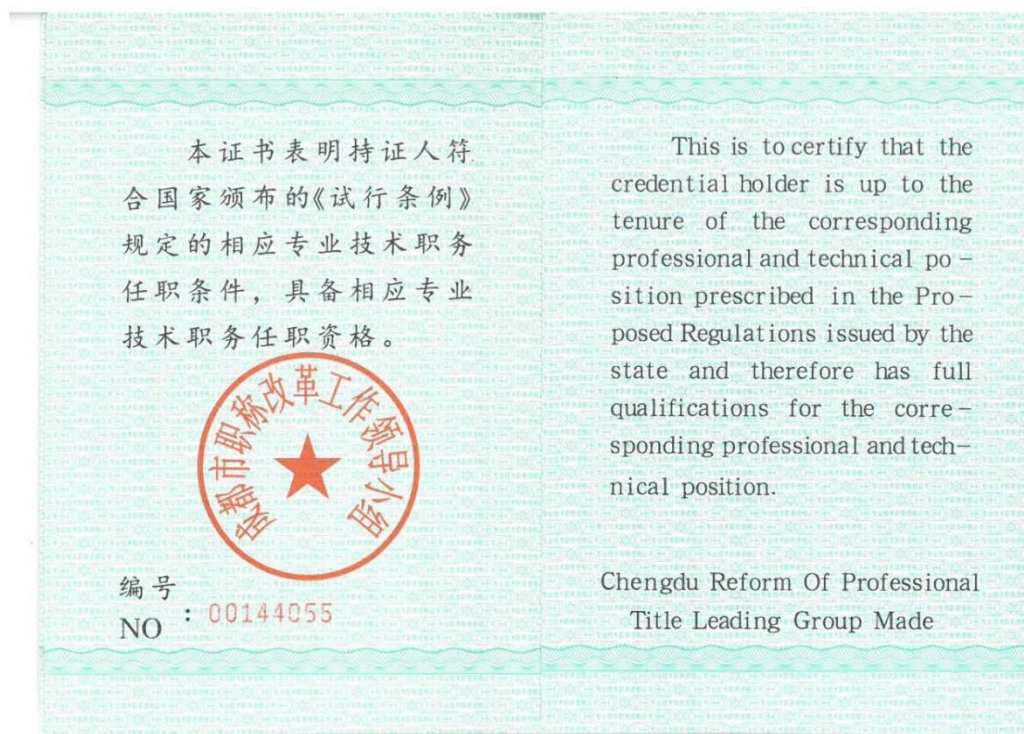 本证书表明持证人符
合国家颁布的《试行条例》
规定的相应专业技术职务
任职条件，具备相应专业
技术职务任职资格。
成都市职称改革工作领导小组
编号
NO : 00144055
This is to certify that the
credential holder is up to the
tenure of the corresponding
professional and technical po-
sition prescribed in the Pro-
posed Regulations issued by the
state and therefore has full
qualifications for the corre-
sponding professional and tech-
nical position.
Chengdu Reform Of Professional
Title Leading Group Made